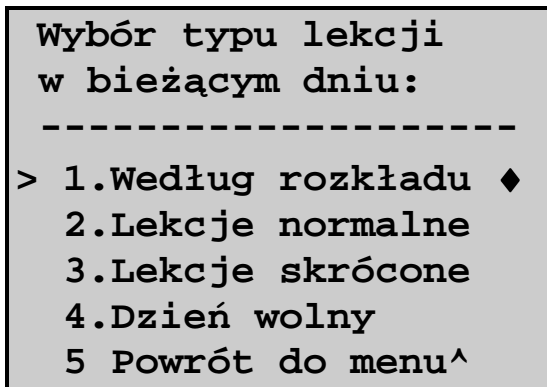 Wybór typu lekcji
w bieżącym dniu:
--------------------
> 1.Według rozkładu ♦
2.Lekcje normalne
3.Lekcje skrócone
4.Dzień wolny
5 Powrót do menu^